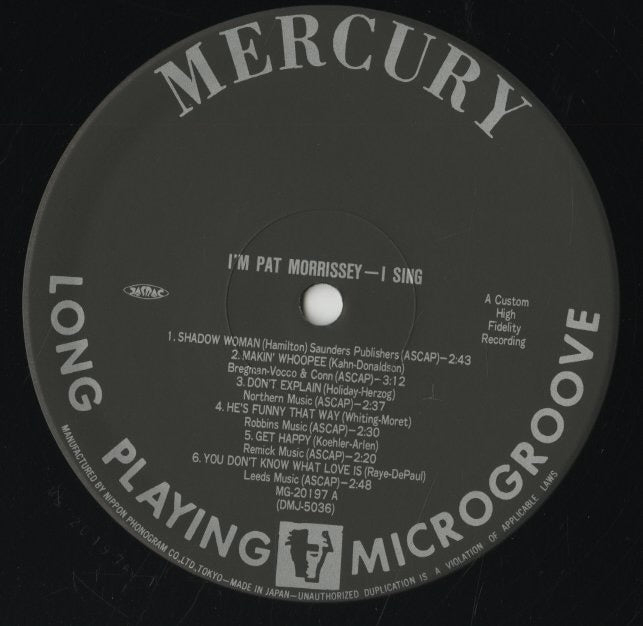 MERCURY
I'M PAT MORRISSEY—I SING
JASRAC
A Custom
High
Fidelity
Recording
1. SHADOW WOMAN (Hamilton) Saunders Publishers (ASCAP)—2:43
2. MAKIN' WHOOPEE (Kahn-Donaldson)
Bregman-Vocco & Conn (ASCAP)—3:12
3. DON'T EXPLAIN (Holiday-Herzog)
Northern Music (ASCAP)—2:37
4. HE'S FUNNY THAT WAY (Whiting-Moret)
Robbins Music (ASCAP)—2:30
5. GET HAPPY (Koehler-Arlen)
Remick Music (ASCAP)—2:20
6. YOU DON'T KNOW WHAT LOVE IS (Raye-DePaul)
Leeds Music (ASCAP)—2:48
MG-20197 A
(DMJ-5036)
LONG PLAYING MICROGROOVE
MANUFACTURED BY NIPPON PHONOGRAM CO., LTD., TOKYO—MADE IN JAPAN—UNAUTHORIZED DUPLICATION IS A VIOLATION OF APPLICABLE LAWS